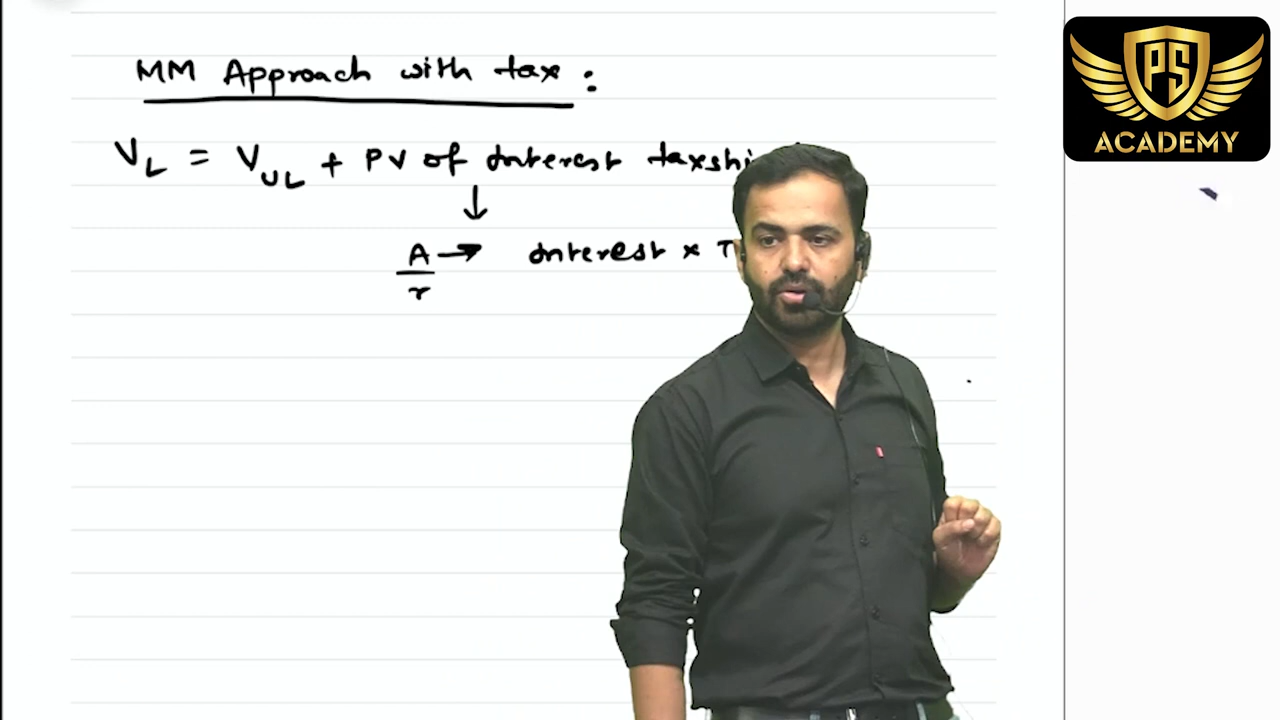 MM Approach with tax :
V_L = V_UL + PV of Interest taxshi
↓
A → Interest × T
r
PS
ACADEMY